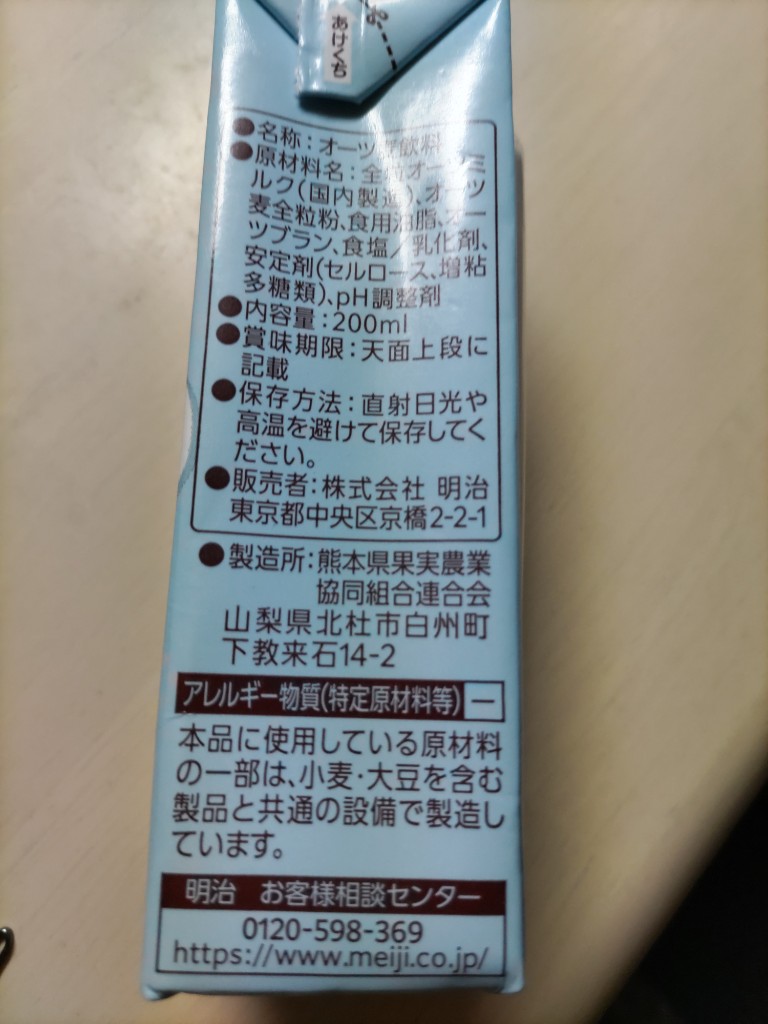 あけくち
●名称：オーツ麦飲料
●原材料名：全粒オーツミ
ルク(国内製造)、オーツ
麦全粒粉、食用油脂、オー
ツブラン、食塩／乳化剤、
安定剤(セルロース、増粘
多糖類)、pH調整剤
●内容量：200ml
●賞味期限：天面上段に
記載
●保存方法：直射日光や
高温を避けて保存してく
ださい。
●販売者：株式会社 明治
東京都中央区京橋2-2-1
●製造所：熊本県果実農業
協同組合連合会
山梨県北杜市白州町
下教来石14-2
アレルギー物質(特定原材料等) ー
本品に使用している原材料
の一部は、小麦・大豆を含む
製品と共通の設備で製造し
ています。
明治 お客様相談センター
0120-598-369
https://www.meiji.co.jp/